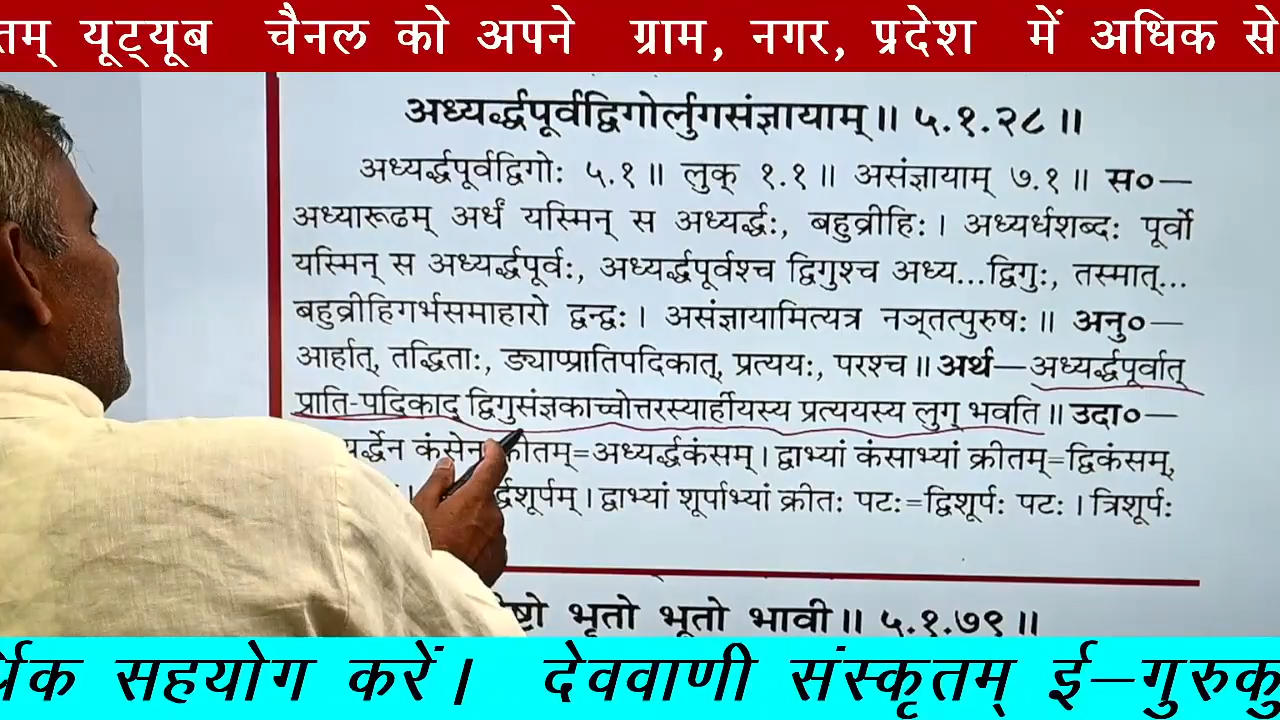 तम् यूट्यूब चैनल को अपने ग्राम, नगर, प्रदेश में अधिक से
अध्यर्द्धपूर्वद्विगोर्लुगसंज्ञायाम्॥ ५.१.२८॥
अध्यर्द्धपूर्वद्विगोः ५.१॥ लुक् १.१॥ असंज्ञायाम् ७.१॥ स०—
अध्यारूढम् अर्धं यस्मिन् स अध्यर्द्धः, बहुव्रीहिः। अध्यर्धशब्दः पूर्वो
यस्मिन् स अध्यर्द्धपूर्वः, अध्यर्द्धपूर्वश्च द्विगुश्च अध्य...द्विगुः, तस्मात्...
बहुव्रीहिगर्भसमाहारो द्वन्द्वः। असंज्ञायामित्यत्र नञ्तत्पुरुषः॥ अनु०—
आर्हात्, तद्धिताः, ङ्याप्प्रातिपदिकात्, प्रत्ययः, परश्च॥ अर्थ—अध्यर्द्धपूर्वात्
प्राति-पदिकाद् द्विगुसंज्ञकाच्चोत्तरस्यार्हीयस्य प्रत्ययस्य लुग् भवति॥ उदा०—
कंसेन क्रीतम्=अध्यर्द्धकंसम्। द्वाभ्यां कंसाभ्यां क्रीतम्=द्विकंसम्,
द्वाभ्यां शूर्पाभ्यां क्रीतः पटः=द्विशूर्पः पटः। त्रिशूर्पः
भृतो भूतो भावी॥ ५.१.७९॥
सहयोग करें। देववाणी संस्कृतम् ई–गुरुकु